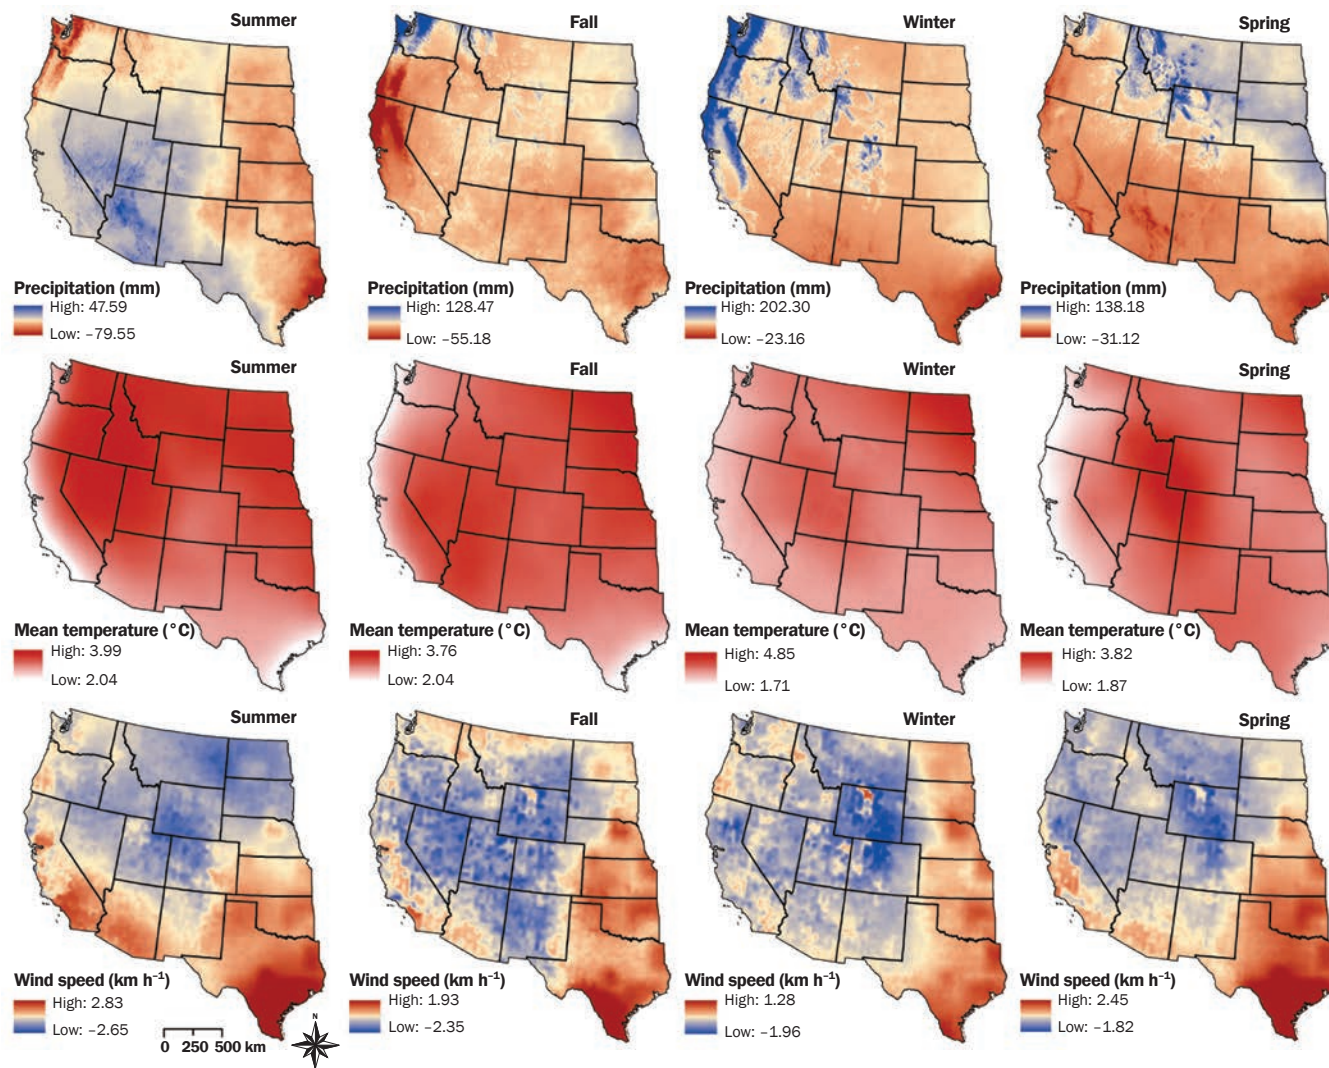 Summer
Fall
Winter
Spring
Precipitation (mm)
High: 47.59
Low: −79.55
Precipitation (mm)
High: 128.47
Low: −55.18
Precipitation (mm)
High: 202.30
Low: −23.16
Precipitation (mm)
High: 138.18
Low: −31.12
Summer
Fall
Winter
Spring
Mean temperature (°C)
High: 3.99
Low: 2.04
Mean temperature (°C)
High: 3.76
Low: 2.04
Mean temperature (°C)
High: 4.85
Low: 1.71
Mean temperature (°C)
High: 3.82
Low: 1.87
Summer
Fall
Winter
Spring
Wind speed (km h⁻¹)
High: 2.83
Low: −2.65
Wind speed (km h⁻¹)
High: 1.93
Low: −2.35
Wind speed (km h⁻¹)
High: 1.28
Low: −1.96
Wind speed (km h⁻¹)
High: 2.45
Low: −1.82
0 250 500 km
N